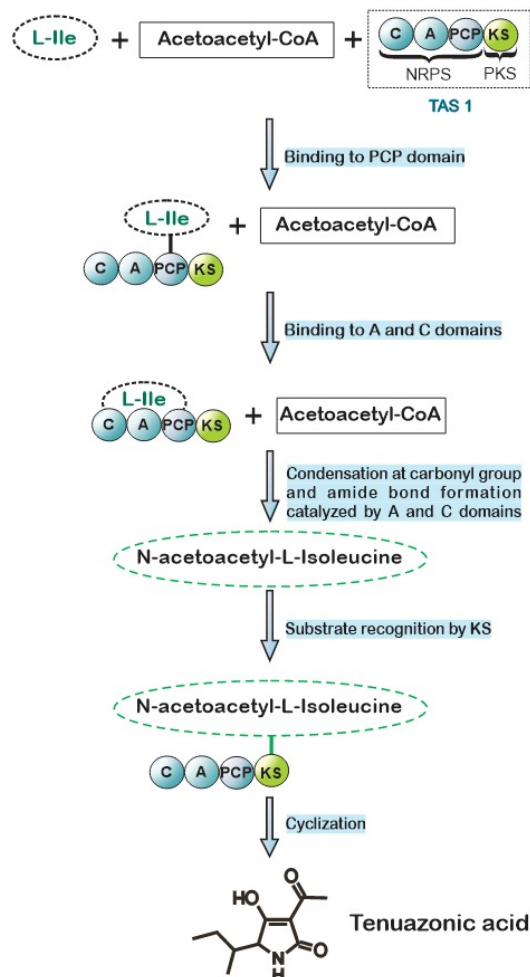 L-Ile + Acetoacetyl-CoA + C A PCP KS
NRPS PKS
TAS 1
Binding to PCP domain
L-Ile + Acetoacetyl-CoA
C A PCP KS
Binding to A and C domains
L-Ile
C A PCP KS + Acetoacetyl-CoA
Condensation at carbonyl group
and amide bond formation
catalyzed by A and C domains
N-acetoacetyl-L-Isoleucine
Substrate recognition by KS
N-acetoacetyl-L-Isoleucine
C A PCP KS
Cyclization
O
HO
Tenuazonic acid
N O
H